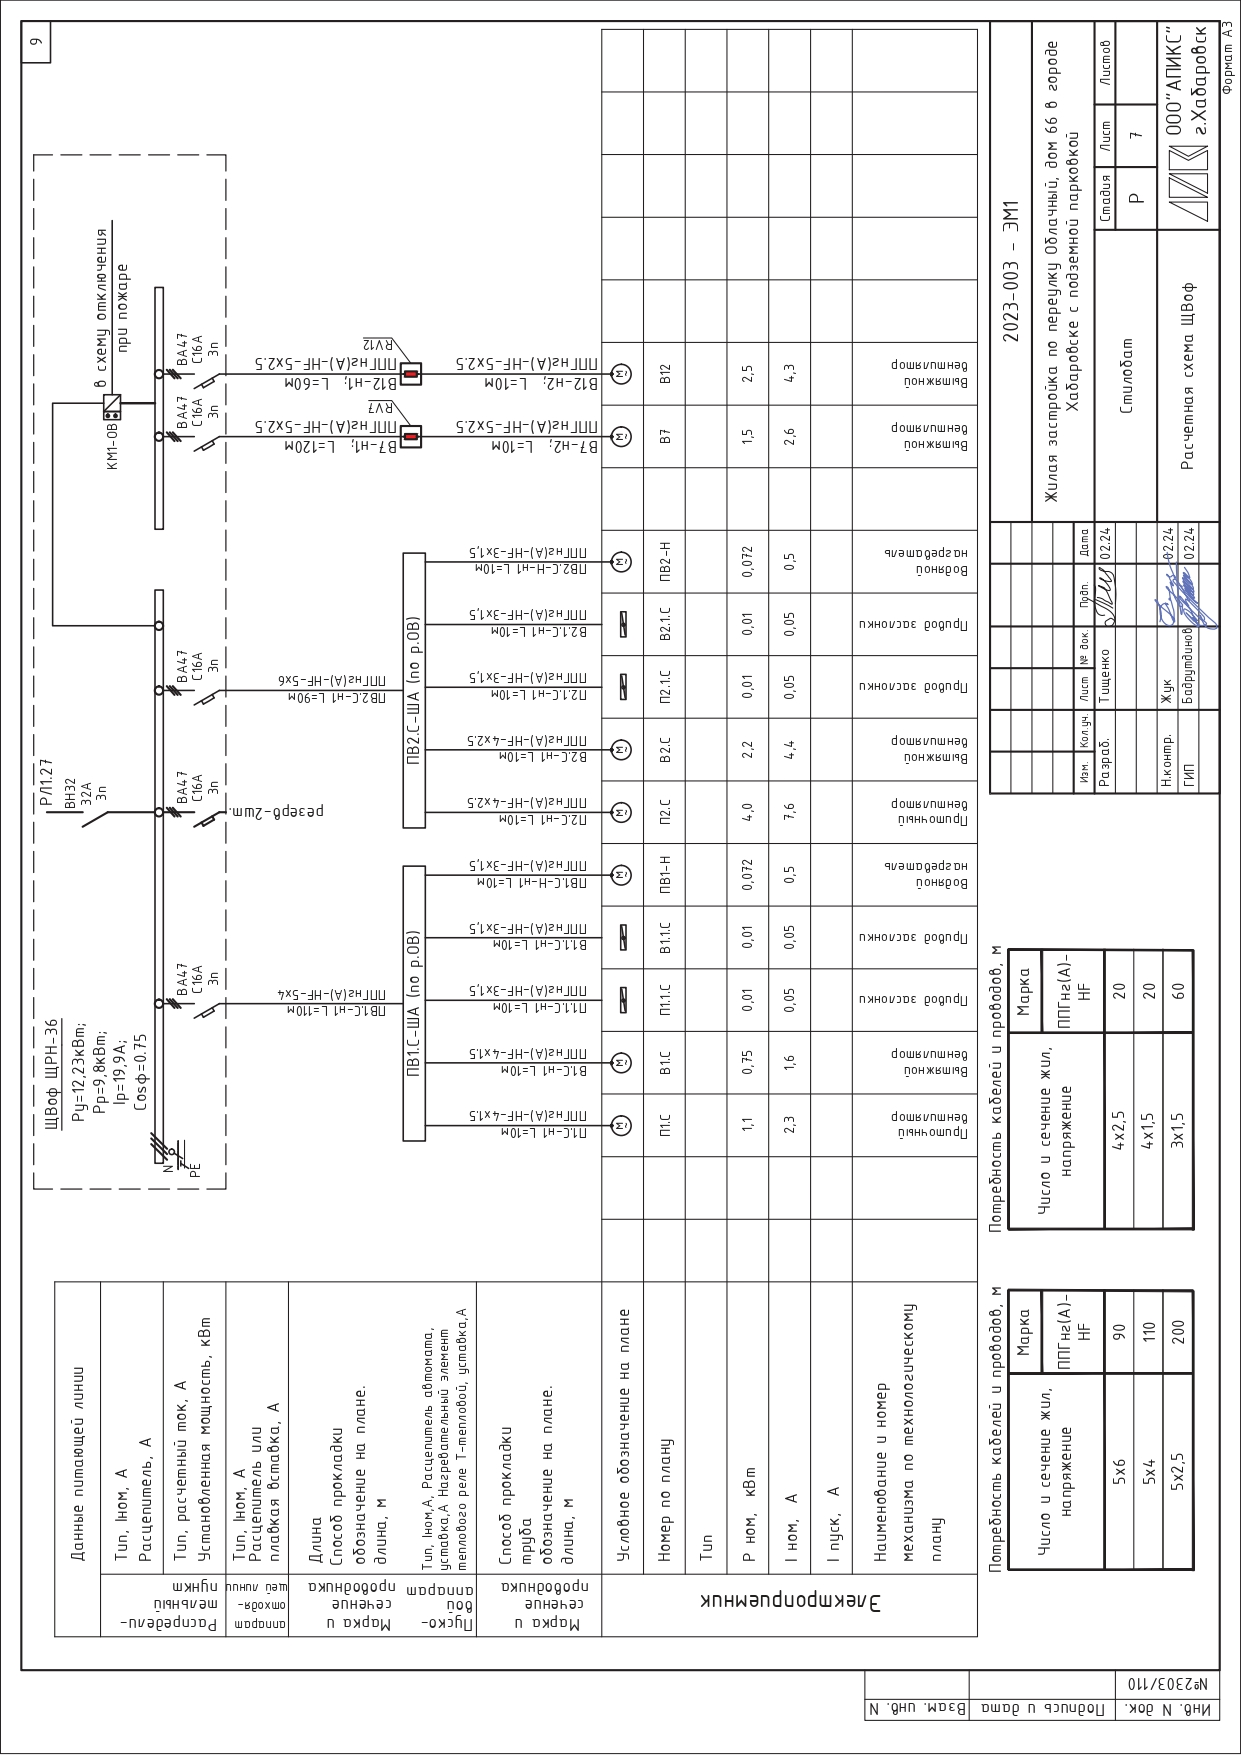 9
Данные питающей линии
Распредели-
тельный
пункт
Тип, Iном, А
Расцепитель, А
Тип, расчетный ток, А
Установленная мощность, кВт
аппарат
отходя-
щей линии
Тип, Iном, А
Расцепитель или
плавкая вставка, А
Марка и
сечение
проводника
Длина
Способ прокладки
обозначение на плане.
длина, м
Пуско-
вой
аппарат
Тип, Iном,А, Расцепитель автомата,
уставка,А Нагревательный элемент
теплового реле Т-тепловой, уставка,А
Марка и
сечение
проводника
Способ прокладки
труба
обозначение на плане.
длина, м
Электроприемник
Условное обозначение на плане
Номер по плану
Тип
Р ном, кВт
I ном, А
I пуск, А
Наименование и номер
механизма по технологическому
плану
ЩВоф ЩРН-36
Ру=12,23кВт;
Рр=9,8кВт;
Iр=19,9А;
Cosφ=0.75
N
PE
РЛ1.27
ВН32
32А
3п
КМ1-ОВ
в схему отключения
при пожаре
ВА47
С16А
3п
ВА47
С16А
3п
ВА47
С16А
3п
ВА47
С16А
3п
ВА47
С16А
3п
резерв-2шт.
ППГнг(А)-HF-5х4
ПВ1.С-н1 L=110м
ППГнг(А)-HF-5х6
ПВ2.С-н1 L=90м
ППГнг(А)-HF-5х2.5
В7-н1; L=120м
RV7
ППГнг(А)-HF-5х2.5
В12-н1; L=60м
RV12
ПВ1.С-ША (по р.ОВ)
ПВ2.С-ША (по р.ОВ)
ППГнг(А)-HF-4х1.5
П1.С-н1 L=10м
ППГнг(А)-HF-4х1.5
В1.С-н1 L=10м
ППГнг(А)-HF-3х1,5
П1.1.С-н1 L=10м
ППГнг(А)-HF-3х1,5
В1.1.С-н1 L=10м
ППГнг(А)-HF-3х1,5
ПВ1.С-Н-н1 L=10м
ППГнг(А)-HF-4х2.5
П2.С-н1 L=10м
ППГнг(А)-HF-4х2.5
В2.С-н1 L=10м
ППГнг(А)-HF-3х1,5
П2.1.С-н1 L=10м
ППГнг(А)-HF-3х1,5
В2.1.С-н1 L=10м
ППГнг(А)-HF-3х1,5
ПВ2.С-Н-н1 L=10м
ППГнг(А)-HF-5х2.5
В7-н2; L=10м
ППГнг(А)-HF-5х2.5
В12-н2; L=10м
М~ М~ М~ М~ М~ М~ М~ М~
П1.С В1.С П1.1.С В1.1.С ПВ1-Н П2.С В2.С П2.1.С В2.1.С ПВ2-Н В7 В12
1,1 0,75 0,01 0,01 0,072 4,0 2,2 0,01 0,01 0,072 1,5 2,5
2,3 1,6 0,05 0,05 0,5 7,6 4,4 0,05 0,05 0,5 2,6 4,3
Приточный
вентилятор
Вытяжной
вентилятор
Привод заслонки
Привод заслонки
Водяной
нагреватель
Приточный
вентилятор
Вытяжной
вентилятор
Привод заслонки
Привод заслонки
Водяной
нагреватель
Вытяжной
вентилятор
Вытяжной
вентилятор
Потребность кабелей и проводов, м
Число и сечение жил,
напряжение
Марка
ППГнг(А)-
HF
5х6 90
5х4 110
5х2,5 200
Потребность кабелей и проводов, м
Число и сечение жил,
напряжение
Марка
ППГнг(А)-
HF
4х2,5 20
4х1,5 20
3х1,5 60
2023-003 - ЭМ1
Жилая застройка по переулку Облачный, дом 66 в городе
Хабаровске с подземной парковкой
Изм. Кол.уч. Лист № док. Подп. Дата
Разраб. Тищенко 02.24
Н.контр. Жук 02.24
ГИП Бадрутдинов 02.24
Стилобат
Стадия Лист Листов
Р 7
Расчетная схема ЩВоф
ООО"АПИКС"
г.Хабаровск
Формат А3
Инв. N док. Подпись и дата Взам. инв. N
№2303/110